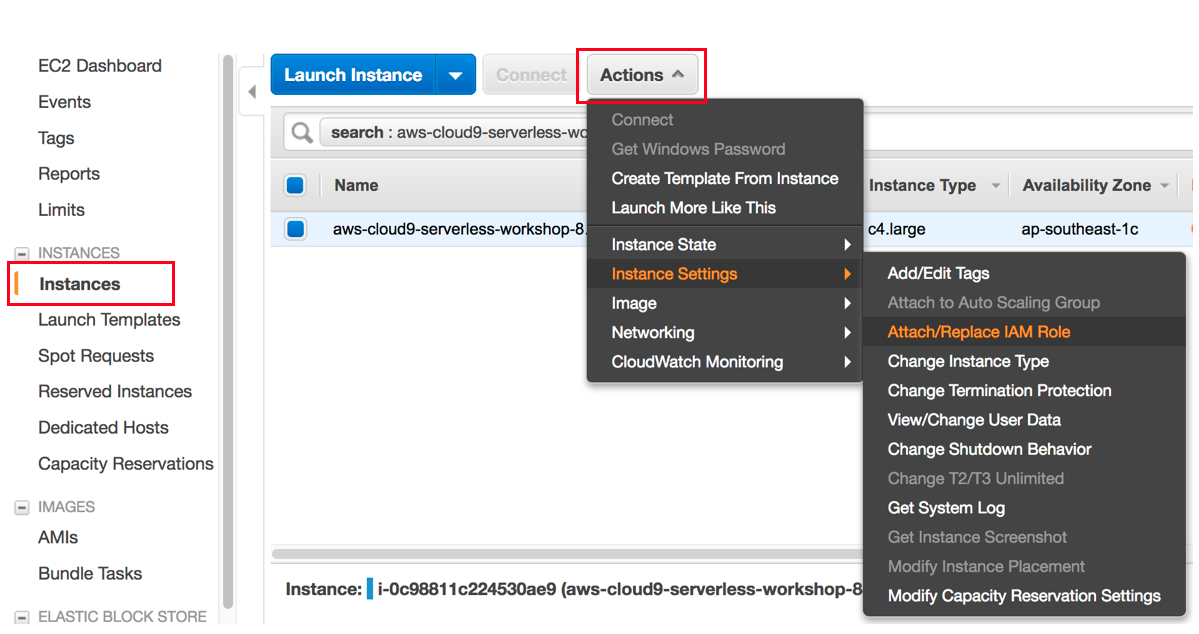 EC2 Dashboard
Events
Tags
Reports
Limits
INSTANCES
Instances
Launch Templates
Spot Requests
Reserved Instances
Dedicated Hosts
Capacity Reservations
IMAGES
AMIs
Bundle Tasks
ELASTIC BLOCK STORE
Launch Instance
Connect
Actions
search : aws-cloud9-serverless-wo
Name
Instance Type
Availability Zone
aws-cloud9-serverless-workshop-8.
c4.large
ap-southeast-1c
Connect
Get Windows Password
Create Template From Instance
Launch More Like This
Instance State
Instance Settings
Image
Networking
CloudWatch Monitoring
Add/Edit Tags
Attach to Auto Scaling Group
Attach/Replace IAM Role
Change Instance Type
Change Termination Protection
View/Change User Data
Change Shutdown Behavior
Change T2/T3 Unlimited
Get System Log
Get Instance Screenshot
Modify Instance Placement
Modify Capacity Reservation Settings
Instance: i-0c98811c224530ae9 (aws-cloud9-serverless-workshop-8